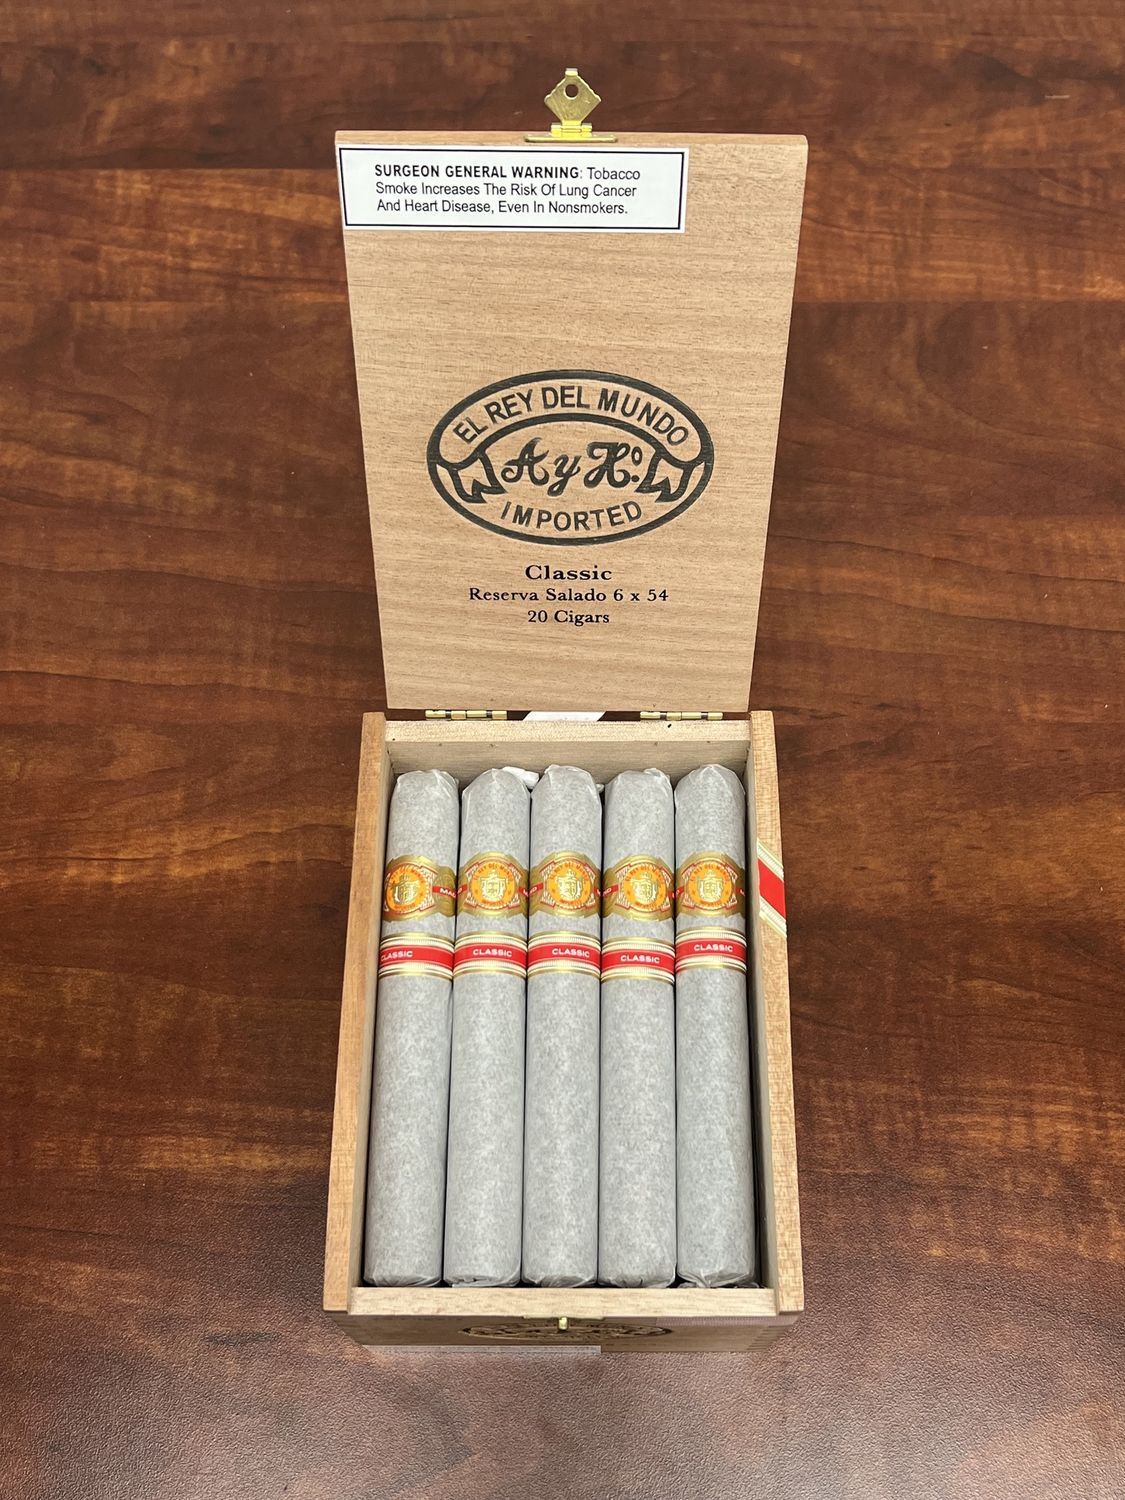 SURGEON GENERAL WARNING: Tobacco
Smoke Increases The Risk Of Lung Cancer
And Heart Disease, Even In Nonsmokers.
EL REY DEL MUNDO
A y Hº.
IMPORTED
Classic
Reserva Salado 6 x 54
20 Cigars
CLASSIC
CLASSIC
CLASSIC
CLASSIC
CLASSIC